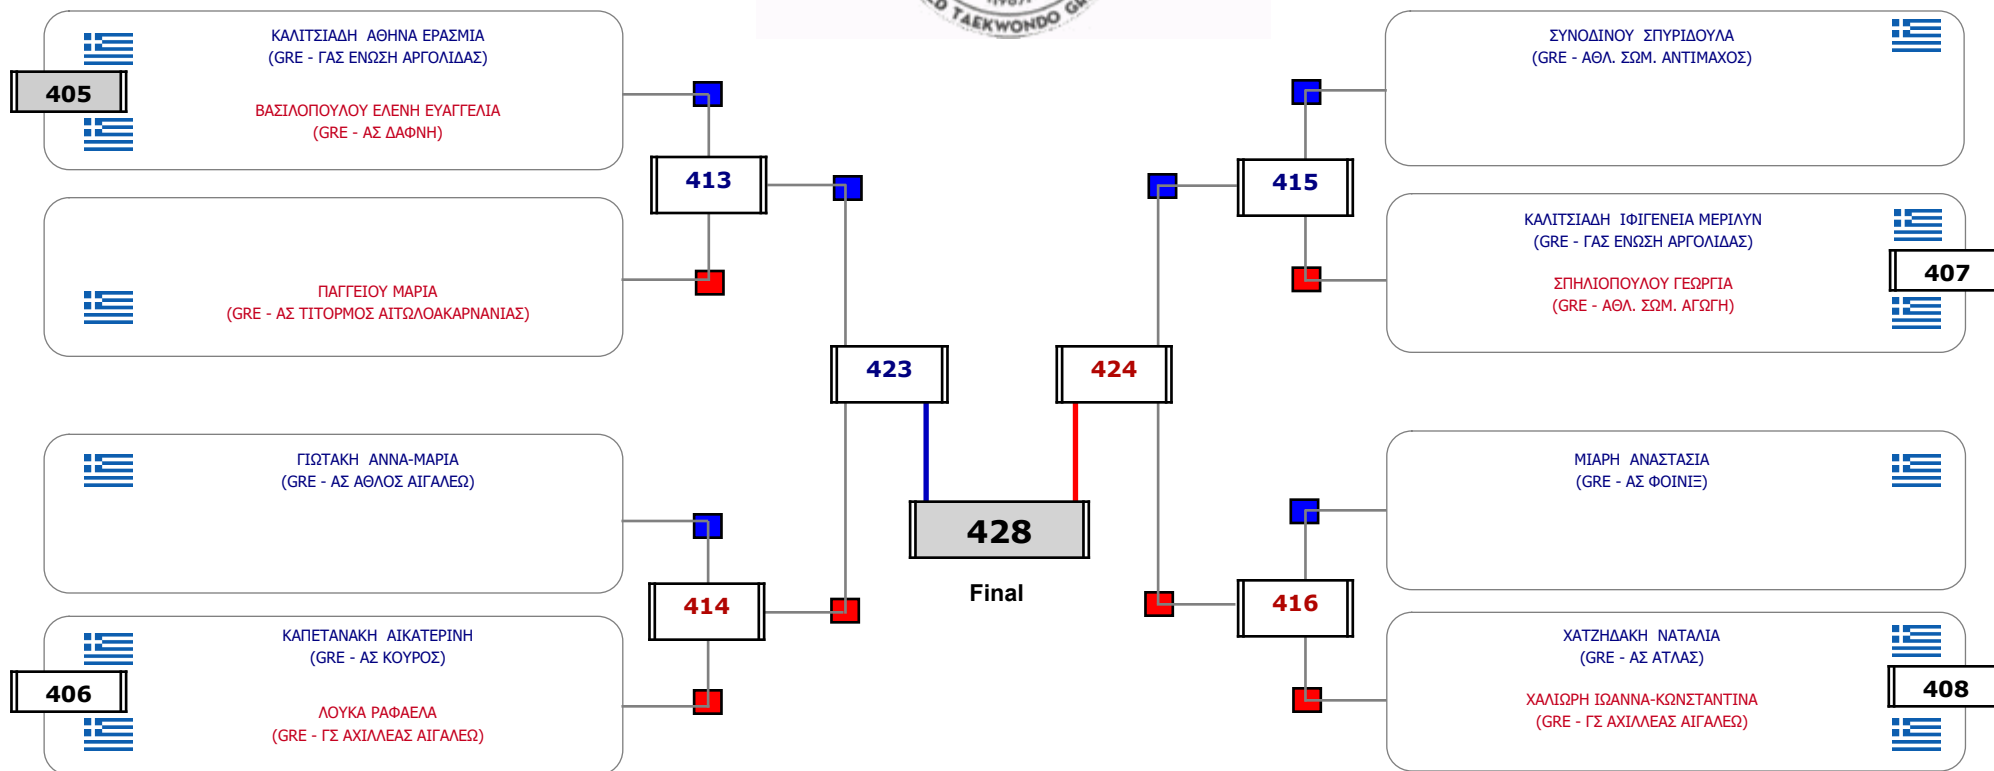 TAEKWONDO
ΚΑΛΙΤΣΙΑΔΗ ΑΘΗΝΑ ΕΡΑΣΜΙΑ
(GRE - ΓΑΣ ΕΝΩΣΗ ΑΡΓΟΛΙΔΑΣ)
405
ΒΑΣΙΛΟΠΟΥΛΟΥ ΕΛΕΝΗ ΕΥΑΓΓΕΛΙΑ
(GRE - ΑΣ ΔΑΦΝΗ)
413
ΠΑΓΓΕΙΟΥ ΜΑΡΙΑ
(GRE - ΑΣ ΤΙΤΟΡΜΟΣ ΑΙΤΩΛΟΑΚΑΡΝΑΝΙΑΣ)
423
ΓΙΩΤΑΚΗ ΑΝΝΑ-ΜΑΡΙΑ
(GRE - ΑΣ ΑΘΛΟΣ ΑΙΓΑΛΕΩ)
414
ΚΑΠΕΤΑΝΑΚΗ ΑΙΚΑΤΕΡΙΝΗ
(GRE - ΑΣ ΚΟΥΡΟΣ)
406
ΛΟΥΚΑ ΡΑΦΑΕΛΑ
(GRE - ΓΣ ΑΧΙΛΛΕΑΣ ΑΙΓΑΛΕΩ)
428
Final
ΣΥΝΟΔΙΝΟΥ ΣΠΥΡΙΔΟΥΛΑ
(GRE - ΑΘΛ. ΣΩΜ. ΑΝΤΙΜΑΧΟΣ)
415
ΚΑΛΙΤΣΙΑΔΗ ΙΦΙΓΕΝΕΙΑ ΜΕΡΙΛΥΝ
(GRE - ΓΑΣ ΕΝΩΣΗ ΑΡΓΟΛΙΔΑΣ)
407
ΣΠΗΛΙΟΠΟΥΛΟΥ ΓΕΩΡΓΙΑ
(GRE - ΑΘΛ. ΣΩΜ. ΑΓΩΓΗ)
424
ΜΙΑΡΗ ΑΝΑΣΤΑΣΙΑ
(GRE - ΑΣ ΦΟΙΝΙΞ)
416
ΧΑΤΖΗΔΑΚΗ ΝΑΤΑΛΙΑ
(GRE - ΑΣ ΑΤΛΑΣ)
408
ΧΑΛΙΩΡΗ ΙΩΑΝΝΑ-ΚΩΝΣΤΑΝΤΙΝΑ
(GRE - ΓΣ ΑΧΙΛΛΕΑΣ ΑΙΓΑΛΕΩ)